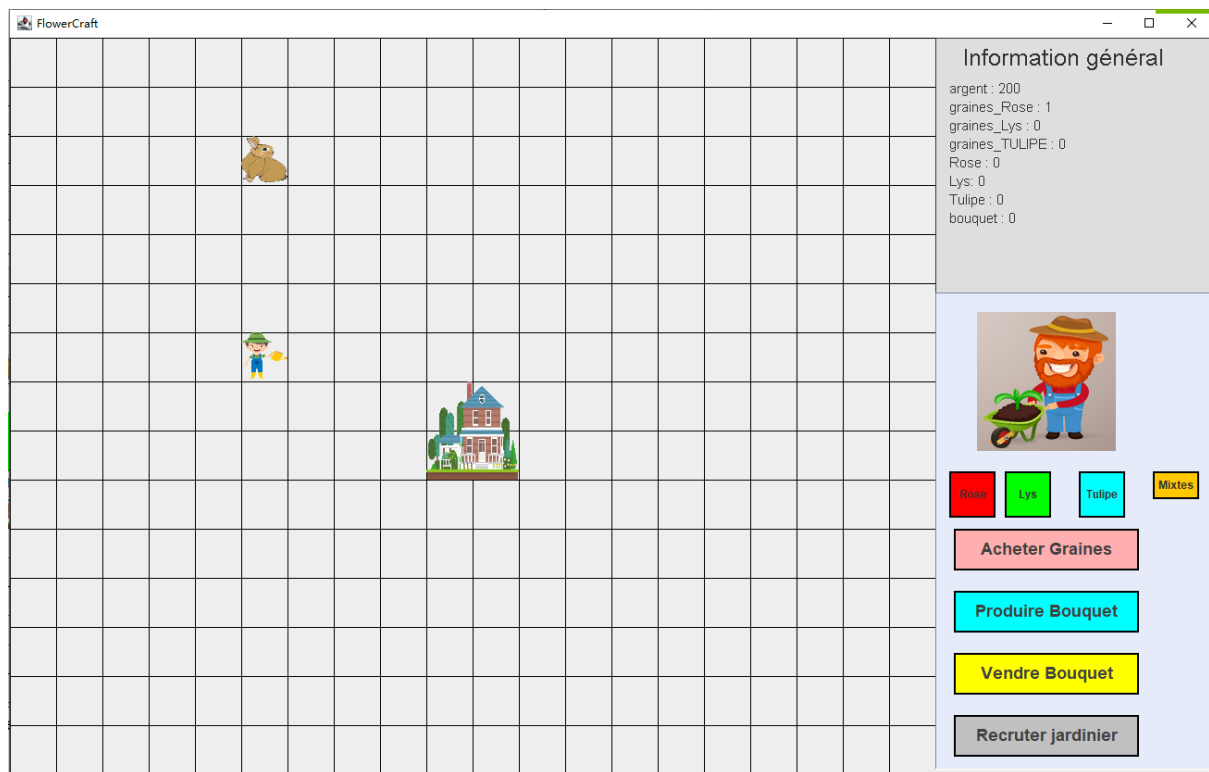 FlowerCraft
Information général
argent : 200
graines_Rose : 1
graines_Lys : 0
graines_TULIPE : 0
Rose : 0
Lys: 0
Tulipe : 0
bouquet : 0
Rose Lys Tulipe Mixtes
Acheter Graines
Produire Bouquet
Vendre Bouquet
Recruter jardinier